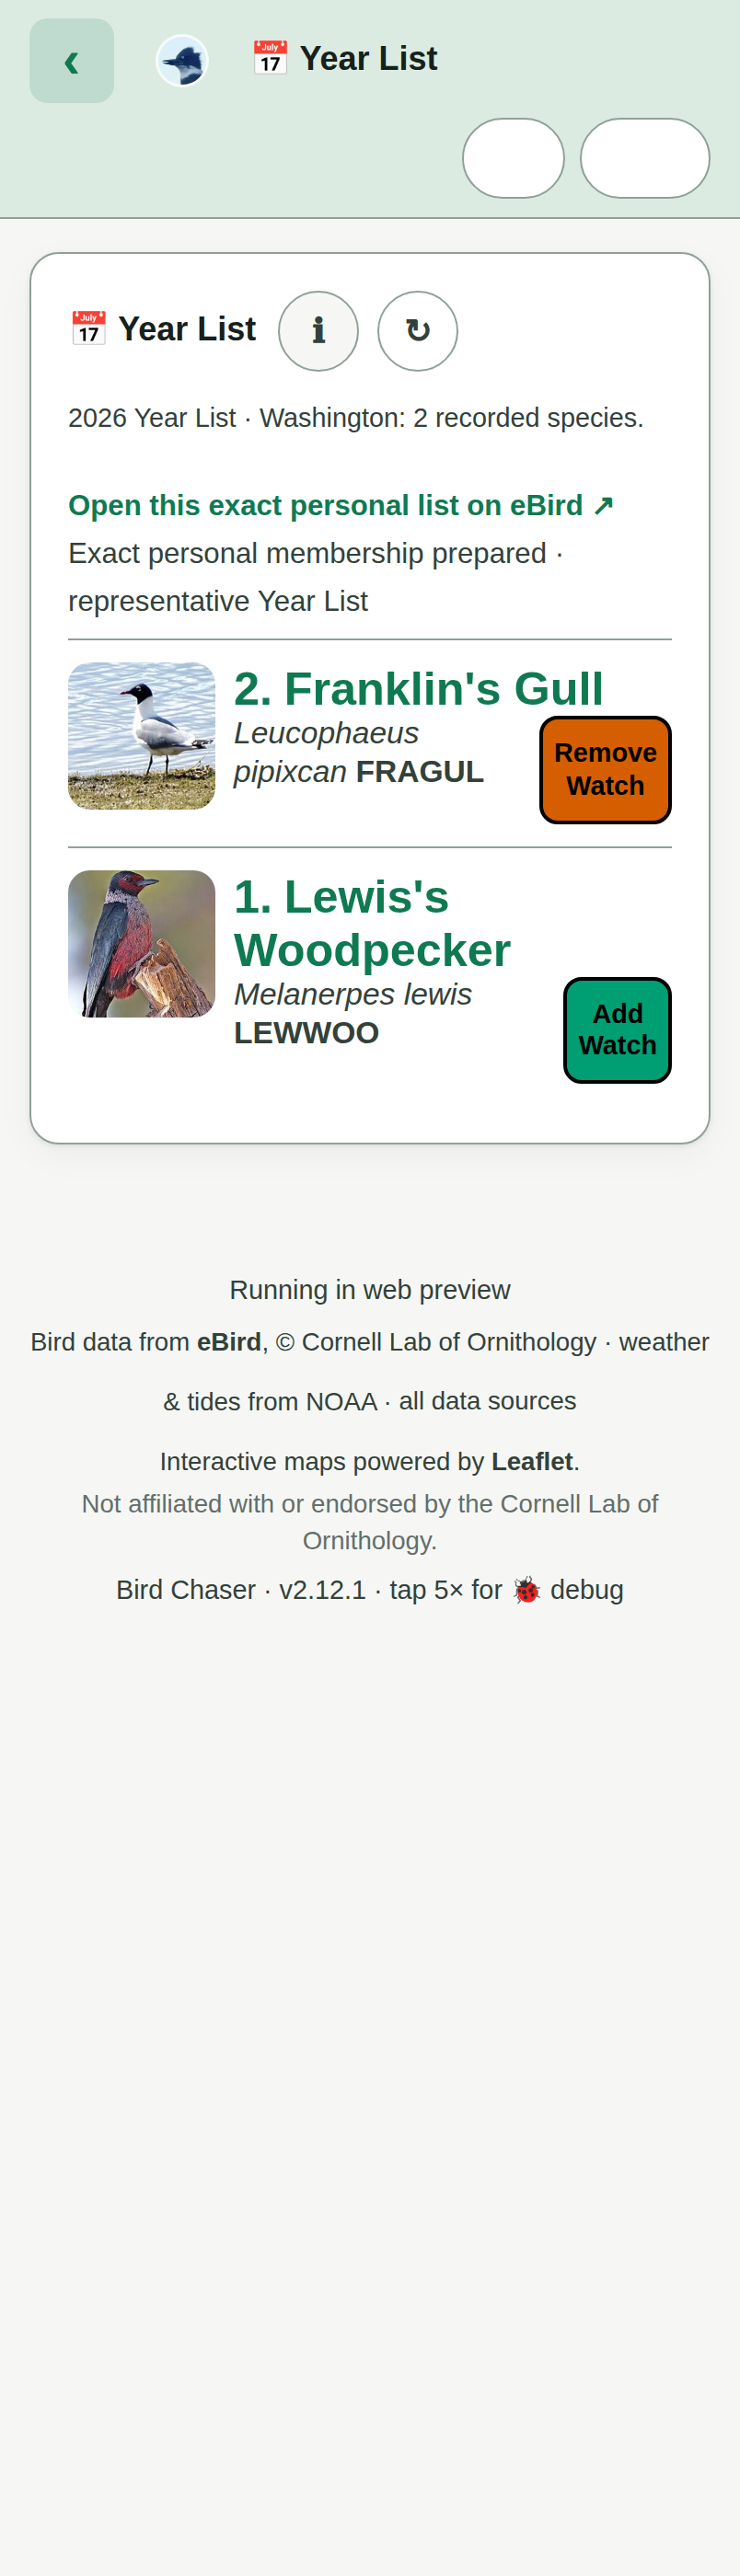 ‹ 📅 Year List
📅 Year List ℹ ↻
2026 Year List · Washington: 2 recorded species.
Open this exact personal list on eBird ↗
Exact personal membership prepared ·
representative Year List
2. Franklin's Gull
Leucophaeus
pipixcan FRAGUL
Remove
Watch
1. Lewis's
Woodpecker
Melanerpes lewis
LEWWOO
Add
Watch
Running in web preview
Bird data from eBird, © Cornell Lab of Ornithology · weather
& tides from NOAA · all data sources
Interactive maps powered by Leaflet.
Not affiliated with or endorsed by the Cornell Lab of
Ornithology.
Bird Chaser · v2.12.1 · tap 5× for 🐞 debug